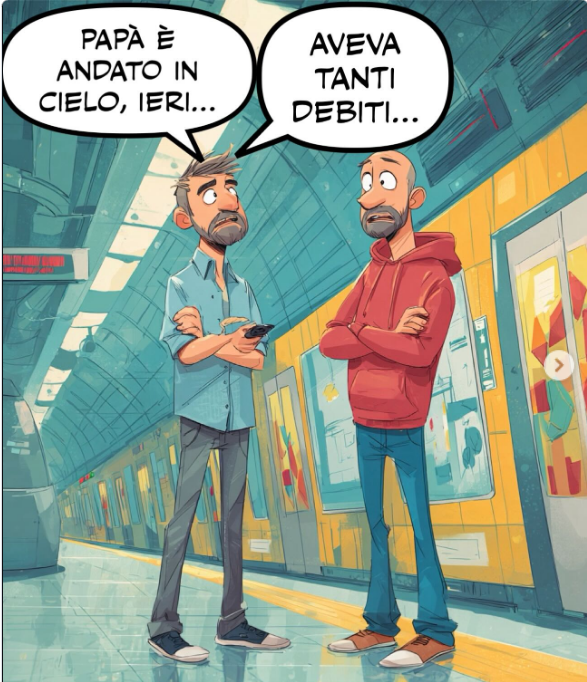 PAPÀ È
ANDATO IN
CIELO, IERI...
AVEVA
TANTI
DEBITI...